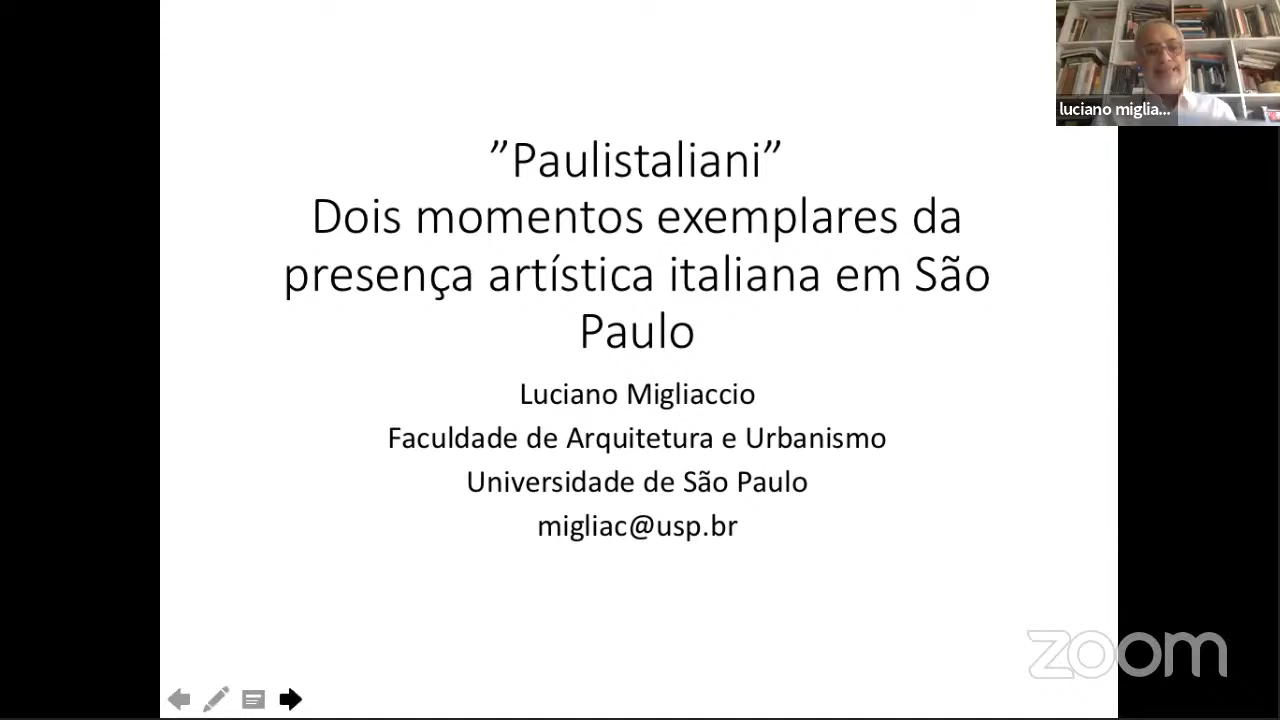 ”Paulistaliani”
Dois momentos exemplares da
presença artística italiana em São
Paulo
Luciano Migliaccio
Faculdade de Arquitetura e Urbanismo
Universidade de São Paulo
migliac@usp.br
luciano miglia...
zoom